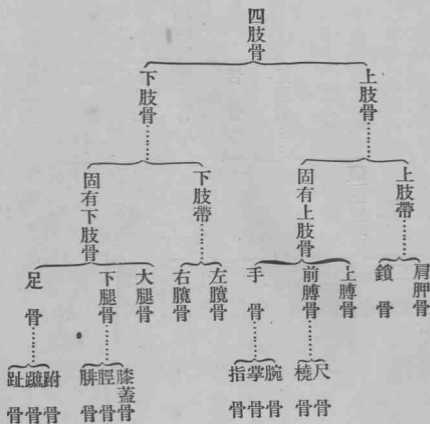 四肢骨
上肢骨
下肢骨
上肢帶
固有上肢骨
下肢帶
固有下肢骨
肩胛骨
鎖骨
上膊骨
前膊骨
手骨
左臗骨
右臗骨
大腿骨
下腿骨
足骨
尺骨
橈骨
腕骨
掌骨
指骨
膝蓋骨
脛骨
腓骨
跗骨
蹠骨
趾骨